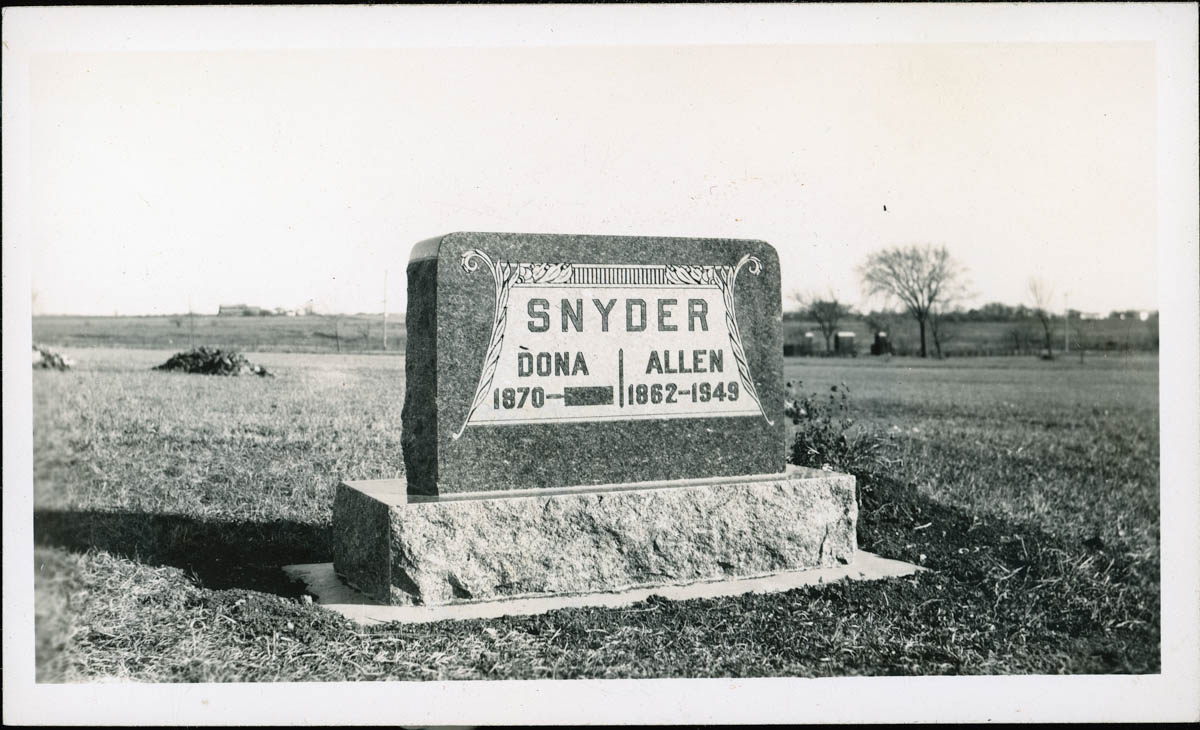 SNYDER
DONA ALLEN
1870- 1862-1949